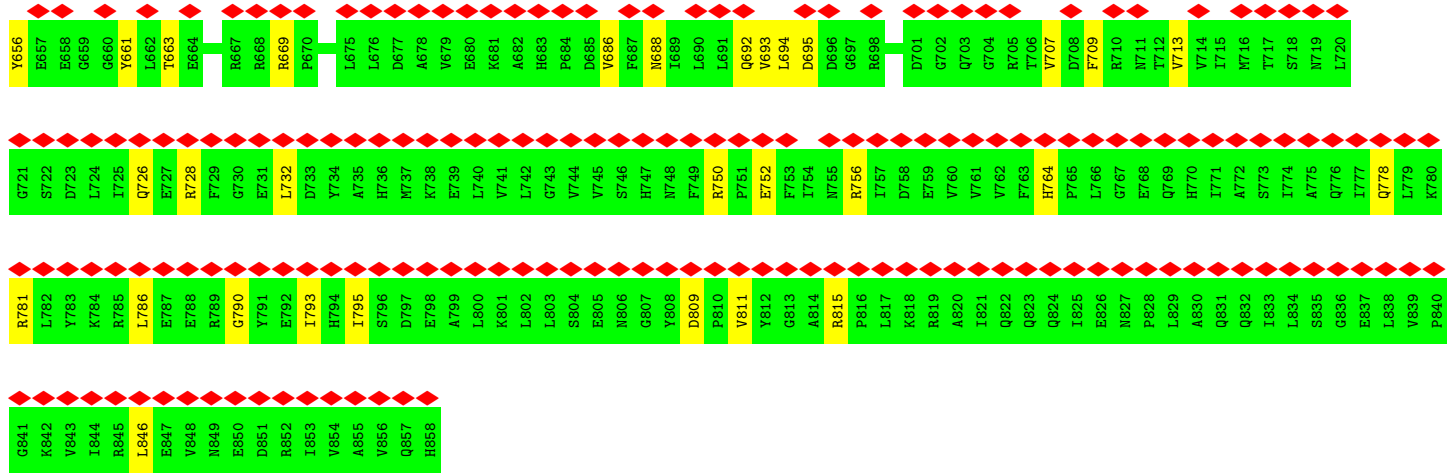 Y656 E657 E658 G659 G660 Y661 L662 T663 E664 R667 R668 R669 P670 L675 L676 D677 A678 V679 E680 K681 A682 H683 P684 D685 V686 F687 N688 I689 L690 L691 Q692 V693 L694 D695 D696 G697 R698 D701 G702 Q703 G704 R705 T706 V707 D708 F709 R710 N711 T712 V713 V714 I715 M716 T717 S718 N719 L720
G721 S722 D723 L724 I725 Q726 E727 R728 F729 G730 E731 L732 D733 Y734 A735 H736 M737 K738 E739 L740 V741 L742 G743 V744 V745 S746 H747 N748 F749 R750 P751 E752 F753 I754 N755 R756 I757 D758 E759 V760 V761 V762 F763 H764 P765 L766 G767 E768 Q769 H770 I771 A772 S773 I774 A775 Q776 I777 Q778 L779 K780
R781 L782 Y783 K784 R785 L786 E787 E788 R789 G790 Y791 E792 I793 H794 I795 S796 D797 E798 A799 L800 K801 L802 L803 S804 E805 N806 G807 Y808 D809 P810 V811 Y812 G813 A814 R815 P816 L817 K818 R819 A820 I821 Q822 Q823 Q824 I825 E826 N827 P828 L829 A830 Q831 Q832 I833 L834 S835 G836 E837 L838 V839 P840
G841 K842 V843 I844 R845 L846 E847 V848 N849 E850 D851 R852 I853 V854 A855 V856 Q857 H858